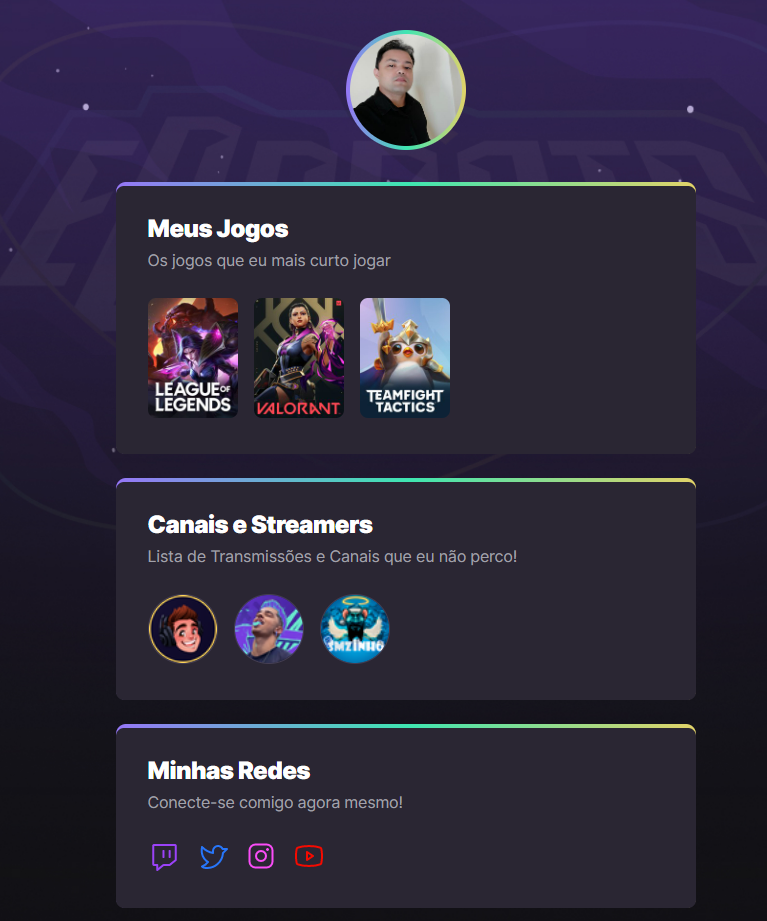 ESPORTS
Meus Jogos
Os jogos que eu mais curto jogar
LEAGUE OF
LEGENDS
VALORANT
TEAMFIGHT
TACTICS
Canais e Streamers
Lista de Transmissões e Canais que eu não perco!
SMZINHO
Minhas Redes
Conecte-se comigo agora mesmo!